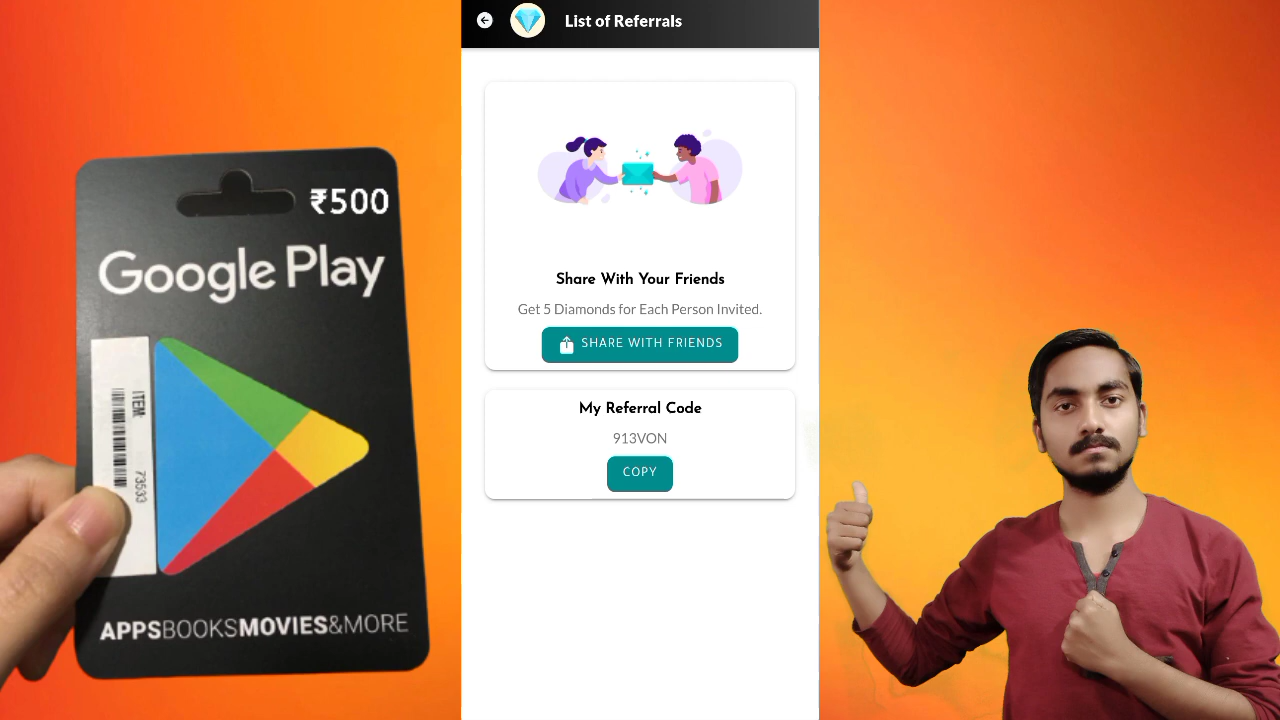 ₹500
Google Play
ITEM:
73533
APPSBOOKSMOVIES&MORE
List of Referrals
Share With Your Friends
Get 5 Diamonds for Each Person Invited.
SHARE WITH FRIENDS
My Referral Code
913VON
COPY